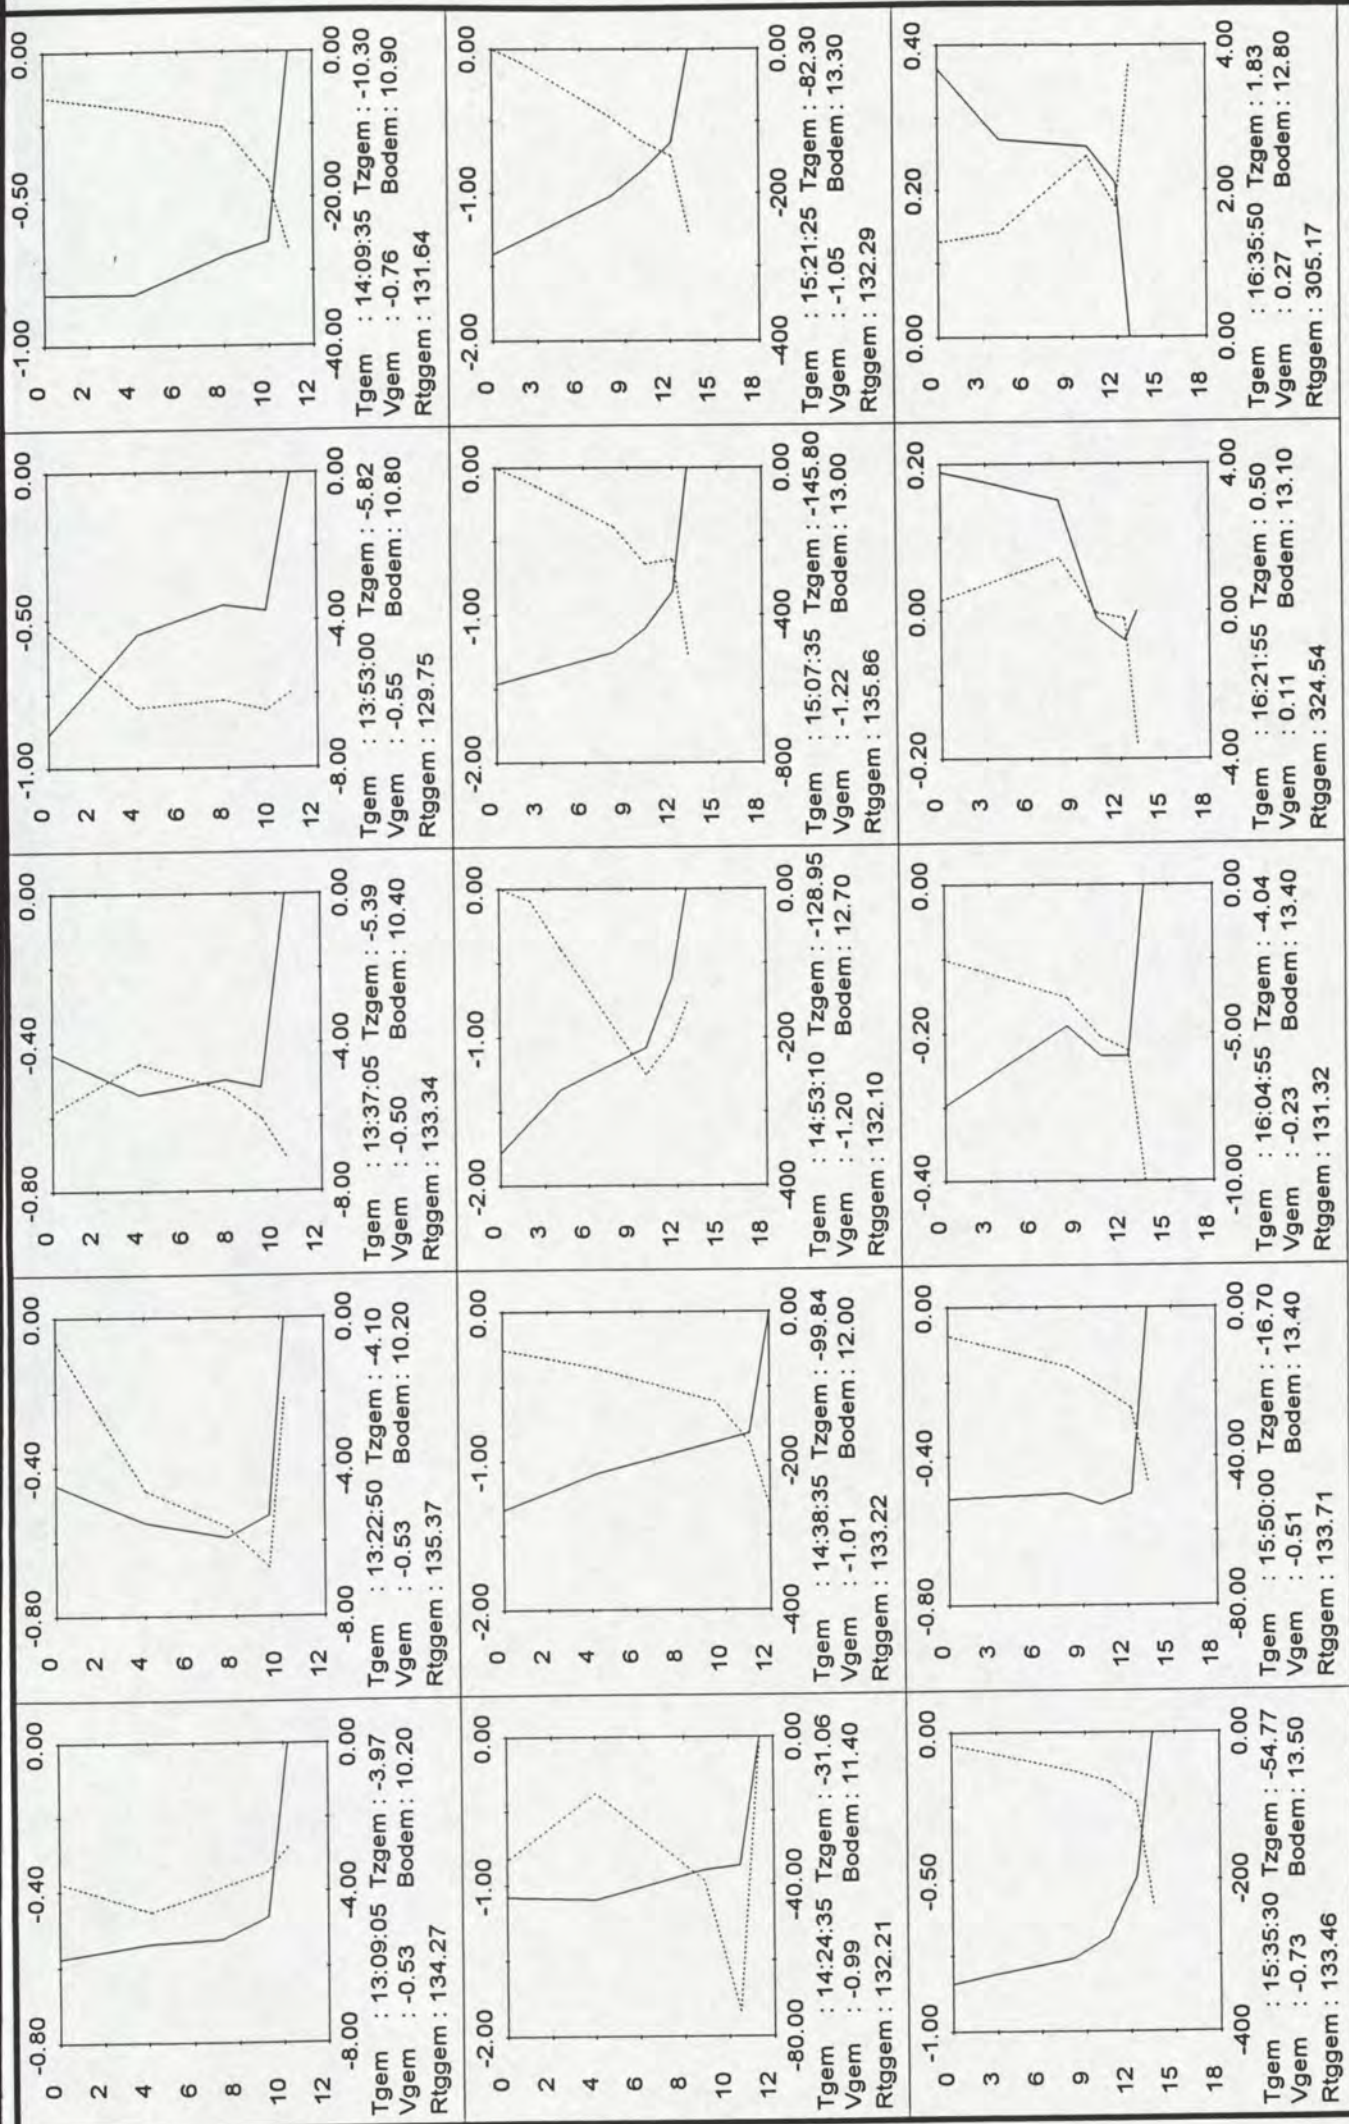 -0.80 -0.40 0.00
0
2
4
6
8
10
12
-8.00 -4.00 0.00
Tgem : 13:09:05 Tzgem : -3.97
Vgem : -0.53 Bodem : 10.20
Rtggem : 134.27
-0.80 -0.40 0.00
0
2
4
6
8
10
12
-8.00 -4.00 0.00
Tgem : 13:22:50 Tzgem : -4.10
Vgem : -0.53 Bodem : 10.20
Rtggem : 135.37
-0.80 -0.40 0.00
0
2
4
6
8
10
12
-8.00 -4.00 0.00
Tgem : 13:37:05 Tzgem : -5.39
Vgem : -0.50 Bodem : 10.40
Rtggem : 133.34
-1.00 -0.50 0.00
0
2
4
6
8
10
12
-8.00 -4.00 0.00
Tgem : 13:53:00 Tzgem : -5.82
Vgem : -0.55 Bodem : 10.80
Rtggem : 129.75
-1.00 -0.50 0.00
0
2
4
6
8
10
12
-40.00 -20.00 0.00
Tgem : 14:09:35 Tzgem : -10.30
Vgem : -0.76 Bodem : 10.90
Rtggem : 131.64
-2.00 -1.00 0.00
0
2
4
6
8
10
12
-80.00 -40.00 0.00
Tgem : 14:24:35 Tzgem : -31.06
Vgem : -0.99 Bodem : 11.40
Rtggem : 132.21
-2.00 -1.00 0.00
0
2
4
6
8
10
12
-400 -200 0.00
Tgem : 14:38:35 Tzgem : -99.84
Vgem : -1.01 Bodem : 12.00
Rtggem : 133.22
-2.00 -1.00 0.00
0
3
6
9
12
15
18
-400 -200 0.00
Tgem : 14:53:10 Tzgem : -128.95
Vgem : -1.20 Bodem : 12.70
Rtggem : 132.10
-2.00 -1.00 0.00
0
3
6
9
12
15
18
-800 -400 0.00
Tgem : 15:07:35 Tzgem : -145.80
Vgem : -1.22 Bodem : 13.00
Rtggem : 135.86
-2.00 -1.00 0.00
0
3
6
9
12
15
18
-400 -200 0.00
Tgem : 15:21:25 Tzgem : -82.30
Vgem : -1.05 Bodem : 13.30
Rtggem : 132.29
-1.00 -0.50 0.00
0
3
6
9
12
15
18
-400 -200 0.00
Tgem : 15:35:30 Tzgem : -54.77
Vgem : -0.73 Bodem : 13.50
Rtggem : 133.46
-0.80 -0.40 0.00
0
3
6
9
12
15
18
-80.00 -40.00 0.00
Tgem : 15:50:00 Tzgem : -16.70
Vgem : -0.51 Bodem : 13.40
Rtggem : 133.71
-0.40 -0.20 0.00
0
3
6
9
12
15
18
-10.00 -5.00 0.00
Tgem : 16:04:55 Tzgem : -4.04
Vgem : -0.23 Bodem : 13.40
Rtggem : 131.32
-0.20 0.00 0.20
0
3
6
9
12
15
18
-4.00 0.00 4.00
Tgem : 16:21:55 Tzgem : 0.50
Vgem : 0.11 Bodem : 13.10
Rtggem : 324.54
0.00 0.20 0.40
0
3
6
9
12
15
18
0.00 2.00 4.00
Tgem : 16:35:50 Tzgem : 1.83
Vgem : 0.27 Bodem : 12.80
Rtggem : 305.17